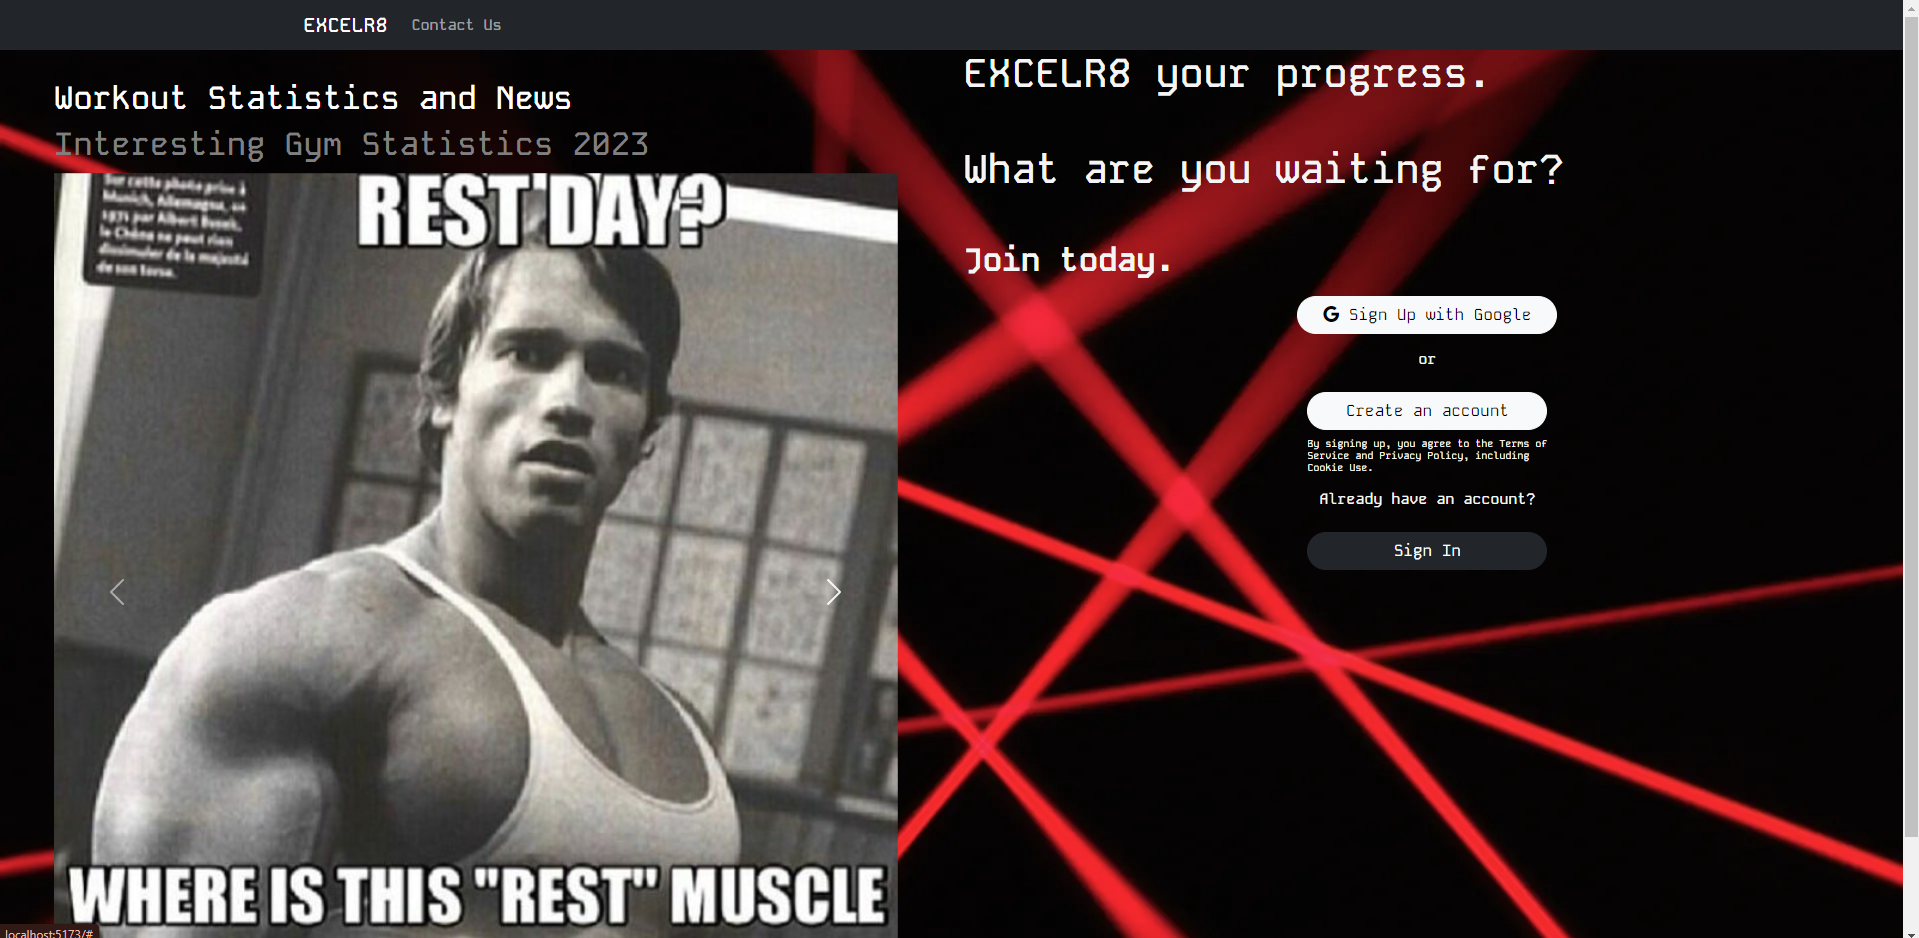 EXCELR8 Contact Us
Workout Statistics and News
Interesting Gym Statistics 2023
Sur cette photo prise à
Munich, Allemagne, en
1971 par Albert Busek,
le Chêne ne peut rien
dissimuler de la majesté
de son torse.
REST DAY?
WHERE IS THIS "REST" MUSCLE
EXCELR8 your progress.
What are you waiting for?
Join today.
G Sign Up with Google
or
Create an account
By signing up, you agree to the Terms of
Service and Privacy Policy, including
Cookie Use.
Already have an account?
Sign In
localhost:5173/#